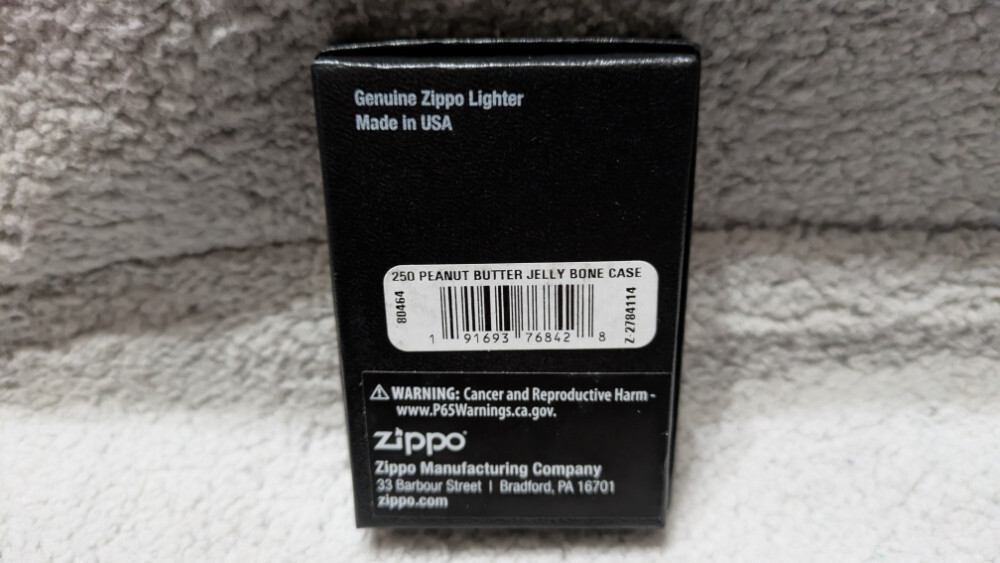 Genuine Zippo Lighter
Made in USA
250 PEANUT BUTTER JELLY BONE CASE
80464
1 91693 76842 8
Z-2784114
⚠ WARNING: Cancer and Reproductive Harm -
www.P65Warnings.ca.gov.
zippo®
Zippo Manufacturing Company
33 Barbour Street | Bradford, PA 16701
zippo.com